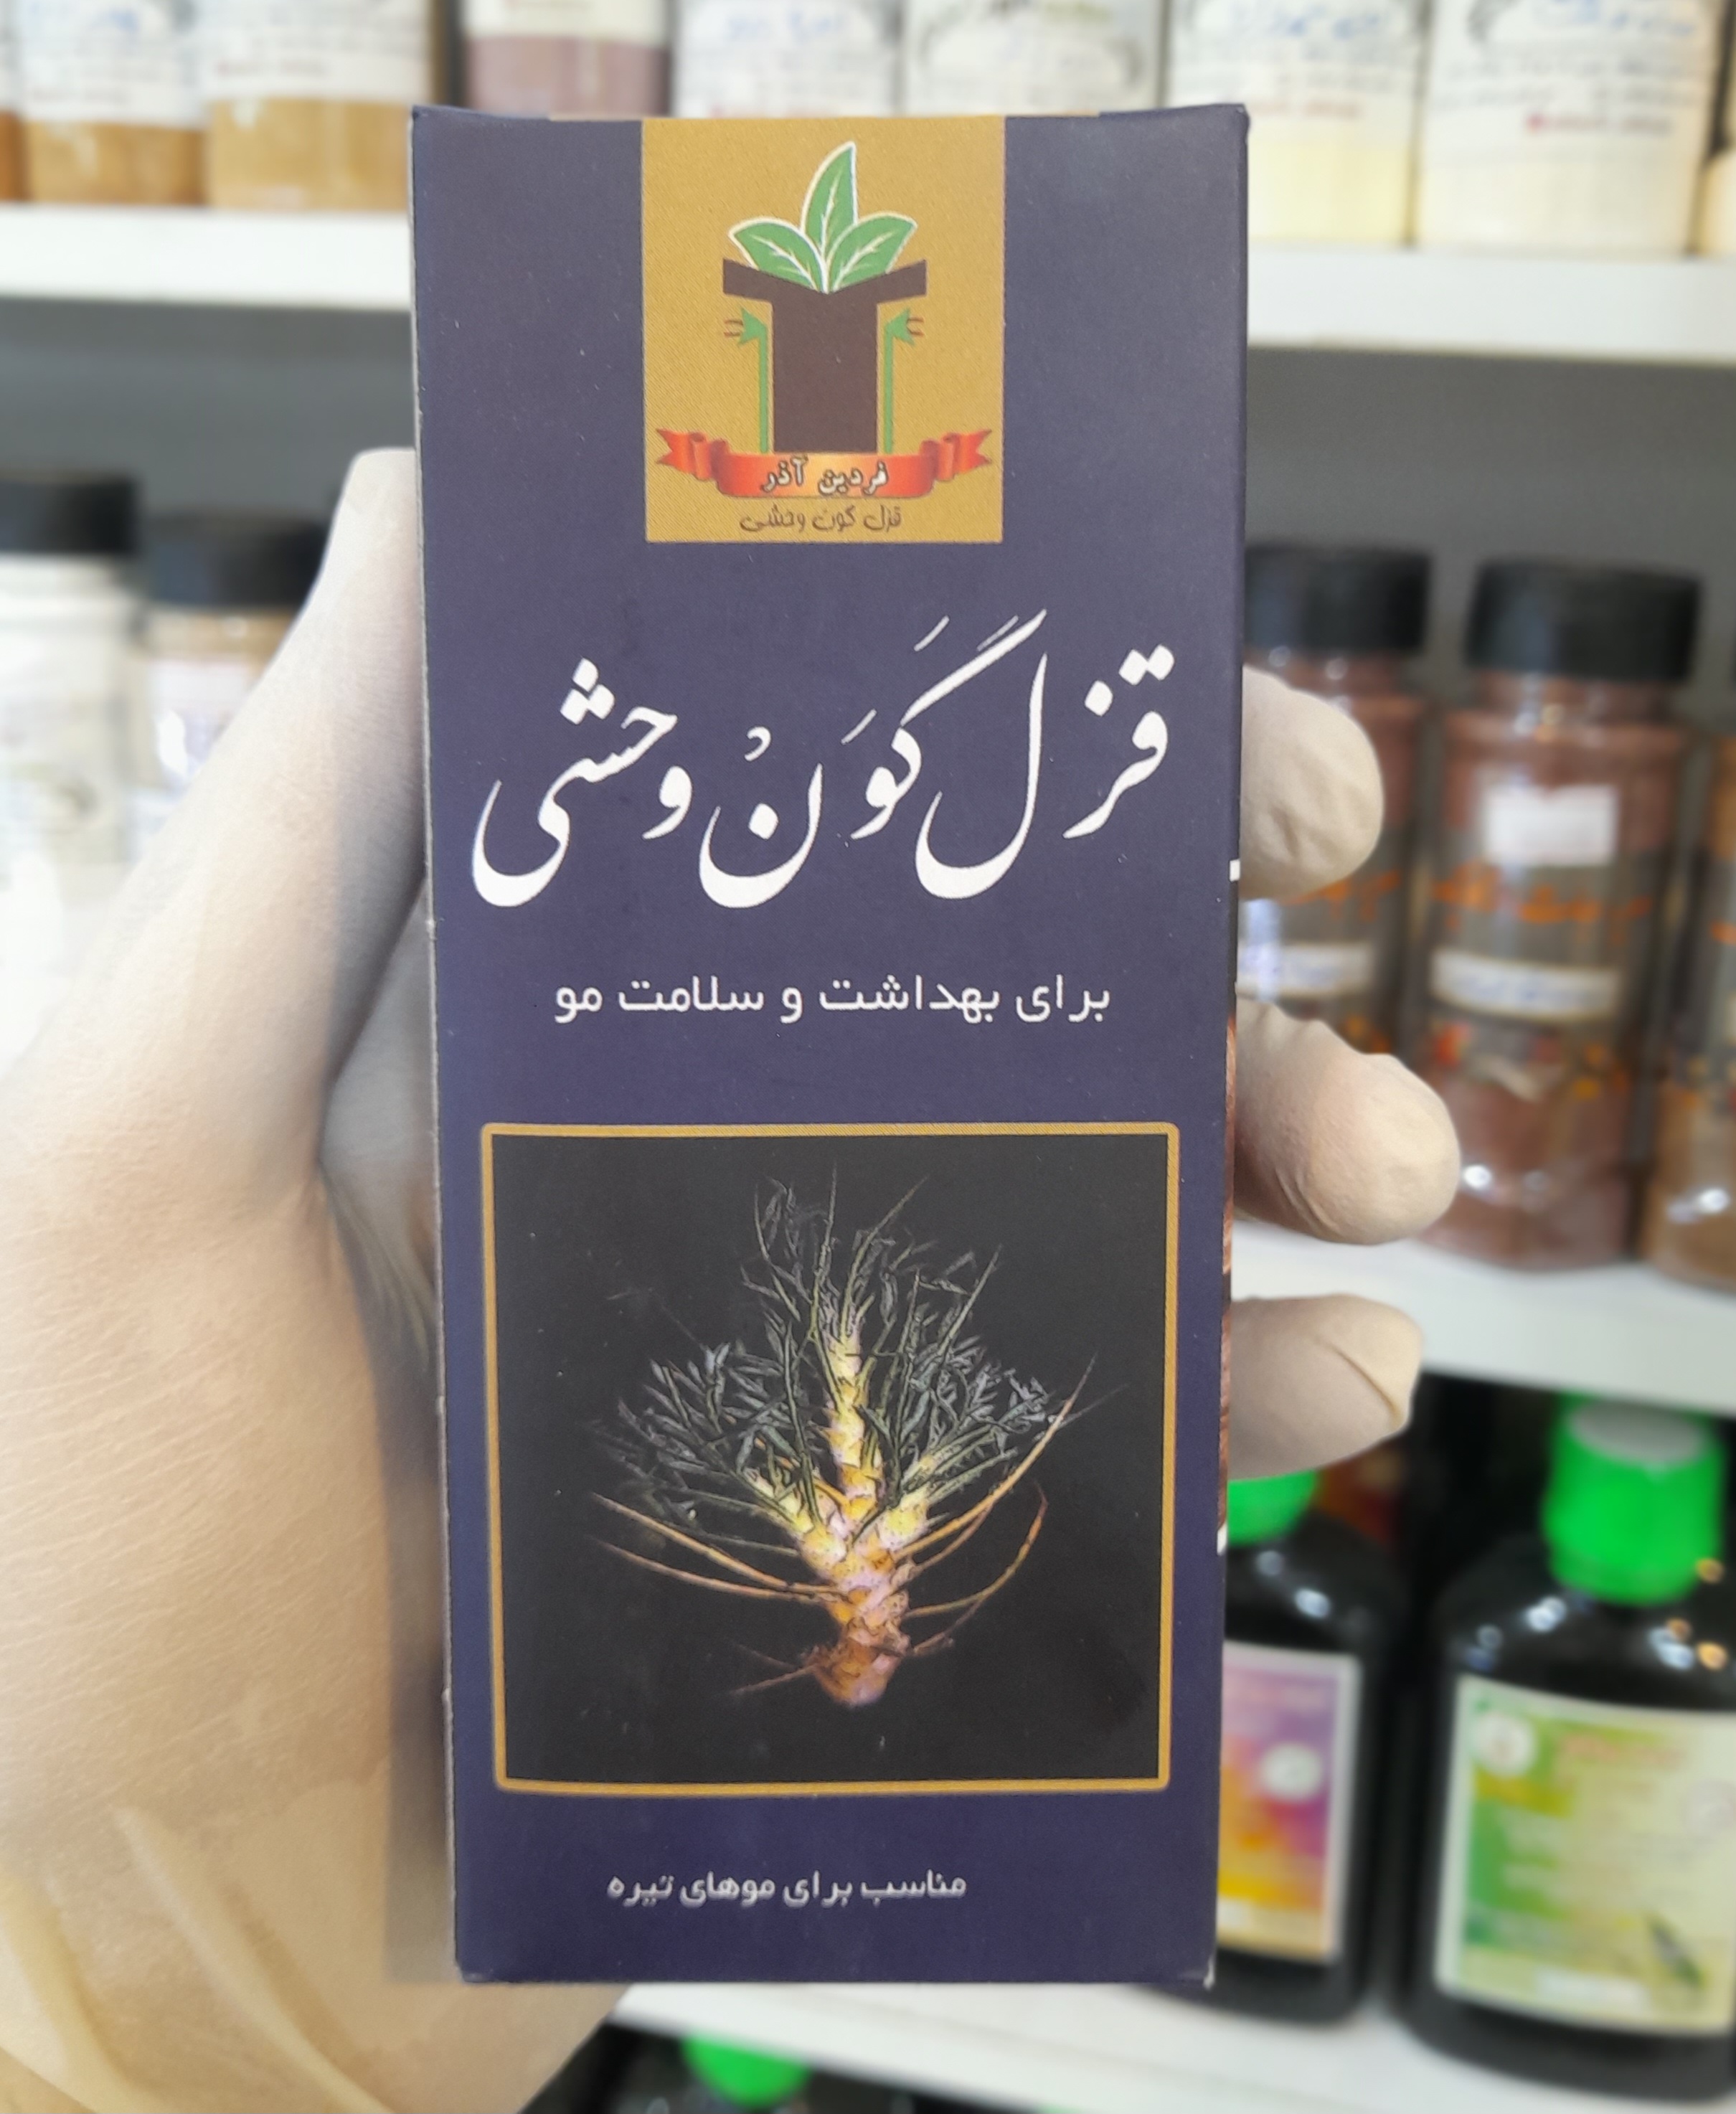 فردین آذر
قزل گون وحشی
قزل گَوَنْ وحشی
برای بهداشت و سلامت مو
مناسب برای موهای تیره